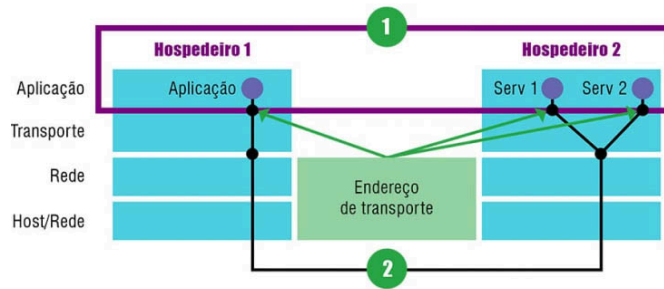 1
Hospedeiro 1
Hospedeiro 2
Aplicação
Aplicação
Serv 1
Serv 2
Transporte
Rede
Endereço
de transporte
Host/Rede
2